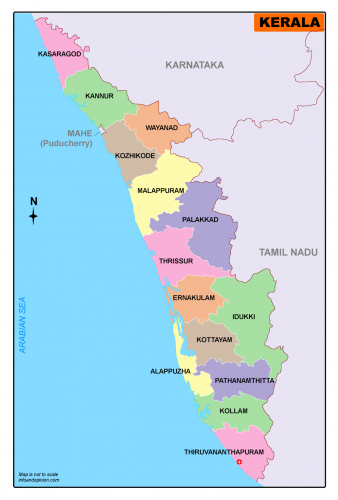 KERALA
KASARAGOD
KARNATAKA
KANNUR
WAYANAD
MAHE
(Puducherry)
KOZHIKODE
MALAPPURAM
N
PALAKKAD
TAMIL NADU
THRISSUR
ERNAKULAM
IDUKKI
ARABIAN SEA
KOTTAYAM
ALAPPUZHA
PATHANAMTHITTA
KOLLAM
THIRUVANANTHAPURAM
Map is not to scale
infoandopinion.com